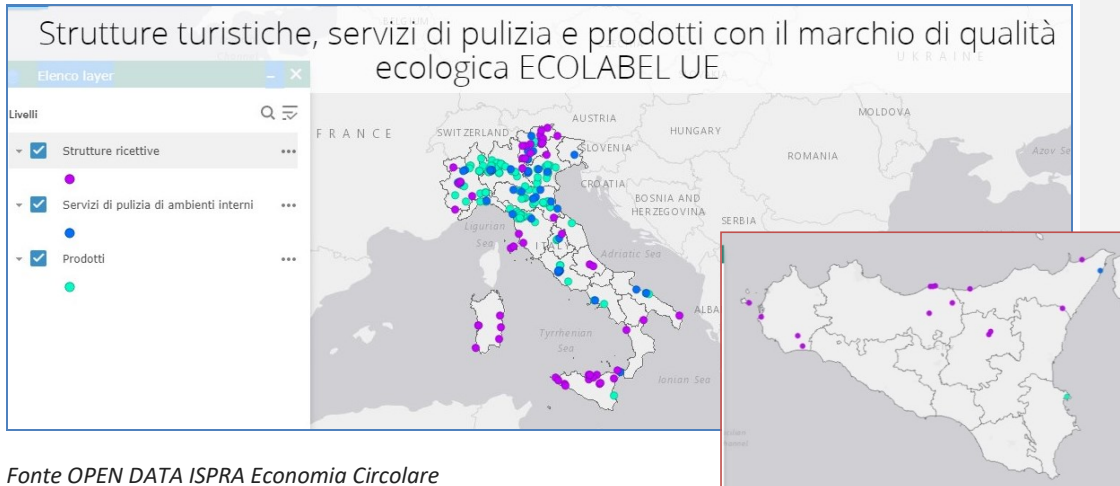 Strutture turistiche, servizi di pulizia e prodotti con il marchio di qualità
ecologica ECOLABEL UE
Elenco layer
Livelli
Strutture ricettive
Servizi di pulizia di ambienti interni
Prodotti
FRANCE
SWITZERLAND
AUSTRIA
HUNGARY
SLOVENIA
CROATIA
BOSNIA AND
HERZEGOVINA
SERBIA
ROMANIA
MOLDOVA
UKRAINE
Azov Se
Ligurian
Sea
ITALY
Adriatic Sea
ALBA
Tyrrhenian
Sea
Ionian Sea
Fonte OPEN DATA ISPRA Economia Circolare